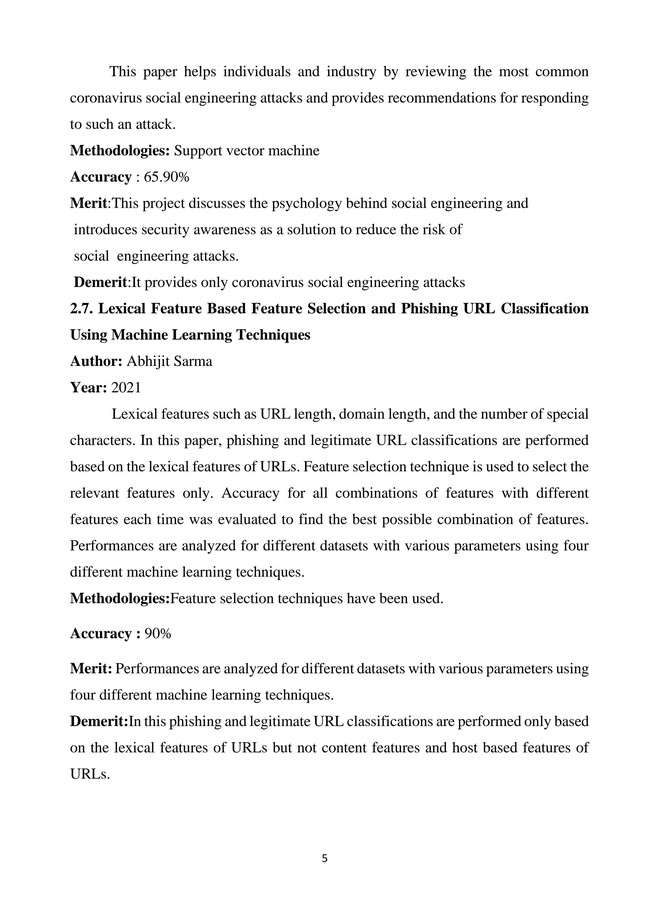 This paper helps individuals and industry by reviewing the most common
coronavirus social engineering attacks and provides recommendations for responding
to such an attack.
Methodologies: Support vector machine
Accuracy : 65.90%
Merit:This project discusses the psychology behind social engineering and
introduces security awareness as a solution to reduce the risk of
social engineering attacks.
Demerit:It provides only coronavirus social engineering attacks
2.7. Lexical Feature Based Feature Selection and Phishing URL Classification
Using Machine Learning Techniques
Author: Abhijit Sarma
Year: 2021
Lexical features such as URL length, domain length, and the number of special
characters. In this paper, phishing and legitimate URL classifications are performed
based on the lexical features of URLs. Feature selection technique is used to select the
relevant features only. Accuracy for all combinations of features with different
features each time was evaluated to find the best possible combination of features.
Performances are analyzed for different datasets with various parameters using four
different machine learning techniques.
Methodologies:Feature selection techniques have been used.
Accuracy : 90%
Merit: Performances are analyzed for different datasets with various parameters using
four different machine learning techniques.
Demerit:In this phishing and legitimate URL classifications are performed only based
on the lexical features of URLs but not content features and host based features of
URLs.
5